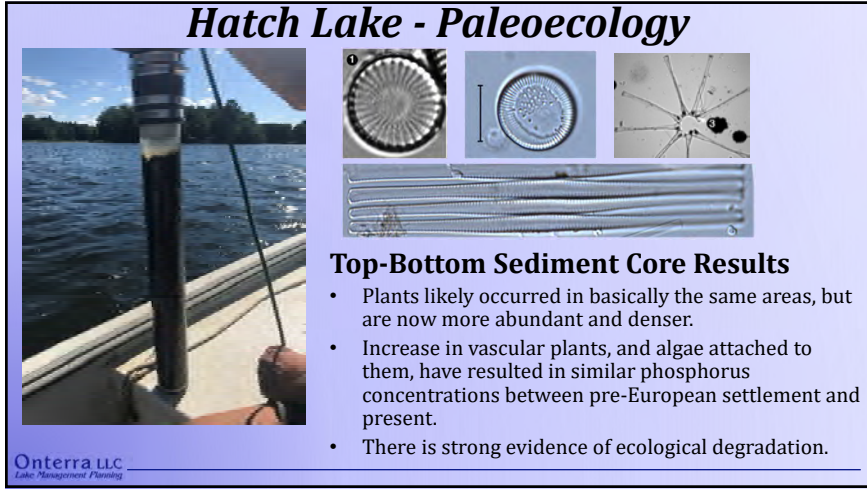 Hatch Lake - Paleoecology
1
3
Top-Bottom Sediment Core Results
• Plants likely occurred in basically the same areas, but
are now more abundant and denser.
• Increase in vascular plants, and algae attached to
them, have resulted in similar phosphorus
concentrations between pre-European settlement and
present.
• There is strong evidence of ecological degradation.
Onterra LLC
Lake Management Planning